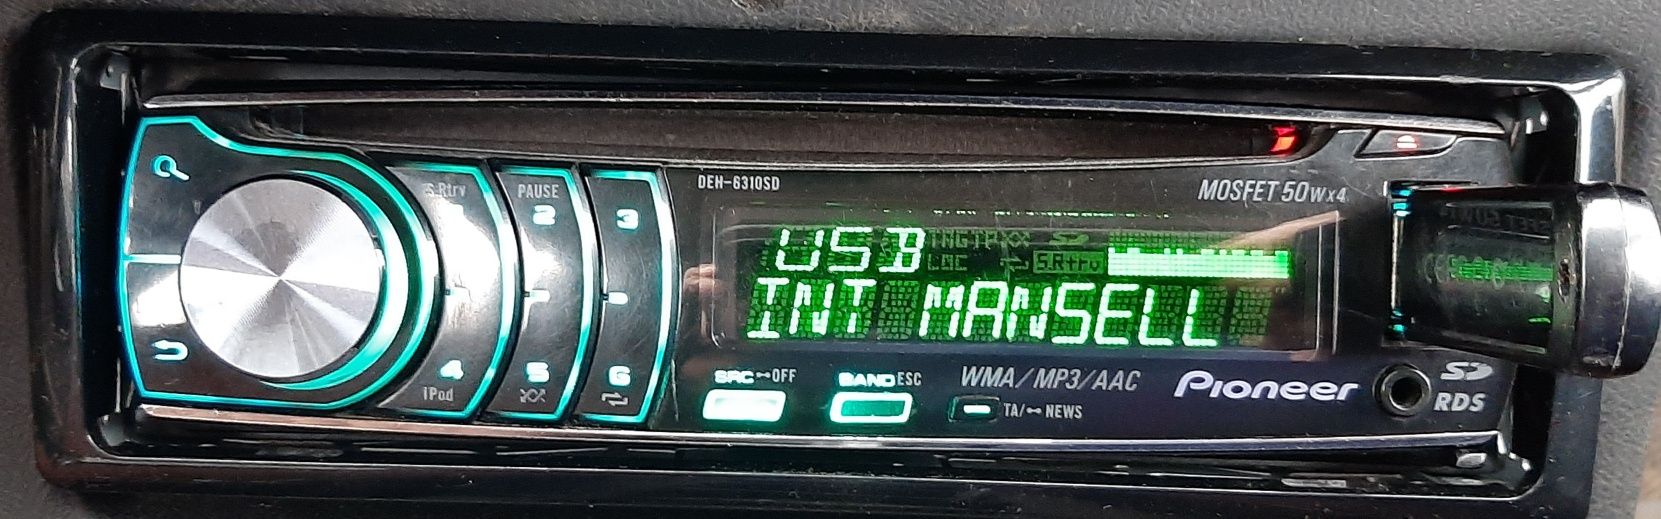 DEH-6310SD
MOSFET 50Wx4
S.Rtrv
PAUSE
2
3
USB
LOC
S.Rtrv
INT MANSELL
4
5
6
iPod
SRC OFF
BAND ESC
WMA/MP3/AAC
TA/ NEWS
Pioneer
SD
RDS